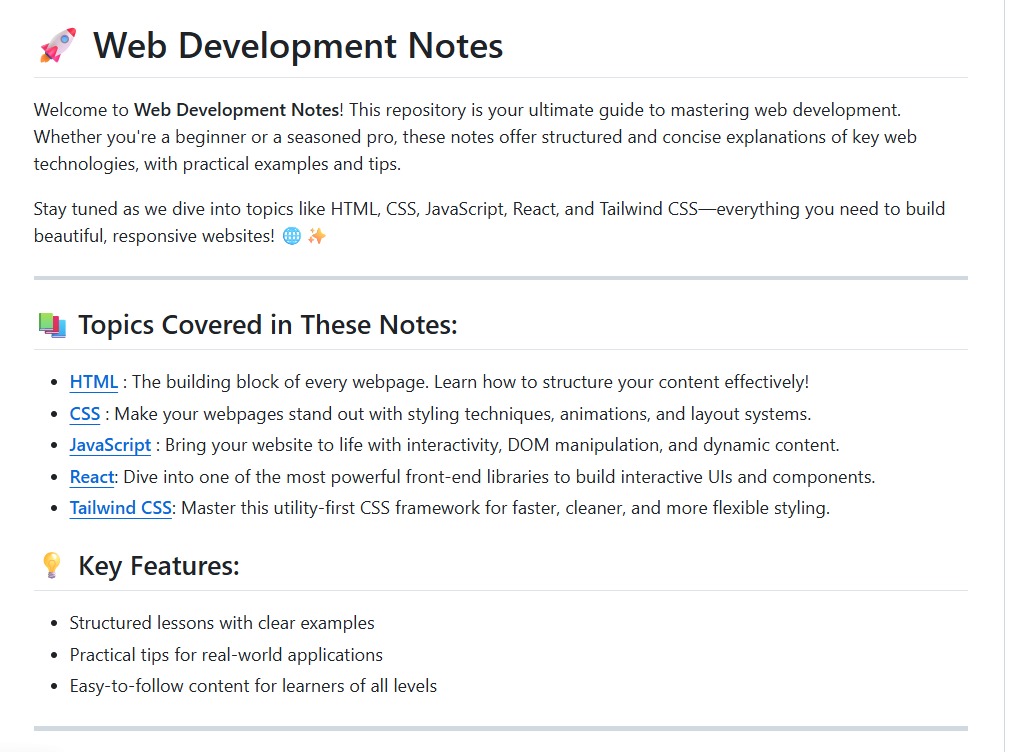 🚀 Web Development Notes
Welcome to Web Development Notes! This repository is your ultimate guide to mastering web development.
Whether you're a beginner or a seasoned pro, these notes offer structured and concise explanations of key web
technologies, with practical examples and tips.
Stay tuned as we dive into topics like HTML, CSS, JavaScript, React, and Tailwind CSS—everything you need to build
beautiful, responsive websites! 🌐 ✨
📚 Topics Covered in These Notes:
• HTML : The building block of every webpage. Learn how to structure your content effectively!
• CSS : Make your webpages stand out with styling techniques, animations, and layout systems.
• JavaScript : Bring your website to life with interactivity, DOM manipulation, and dynamic content.
• React: Dive into one of the most powerful front-end libraries to build interactive UIs and components.
• Tailwind CSS: Master this utility-first CSS framework for faster, cleaner, and more flexible styling.
💡 Key Features:
• Structured lessons with clear examples
• Practical tips for real-world applications
• Easy-to-follow content for learners of all levels